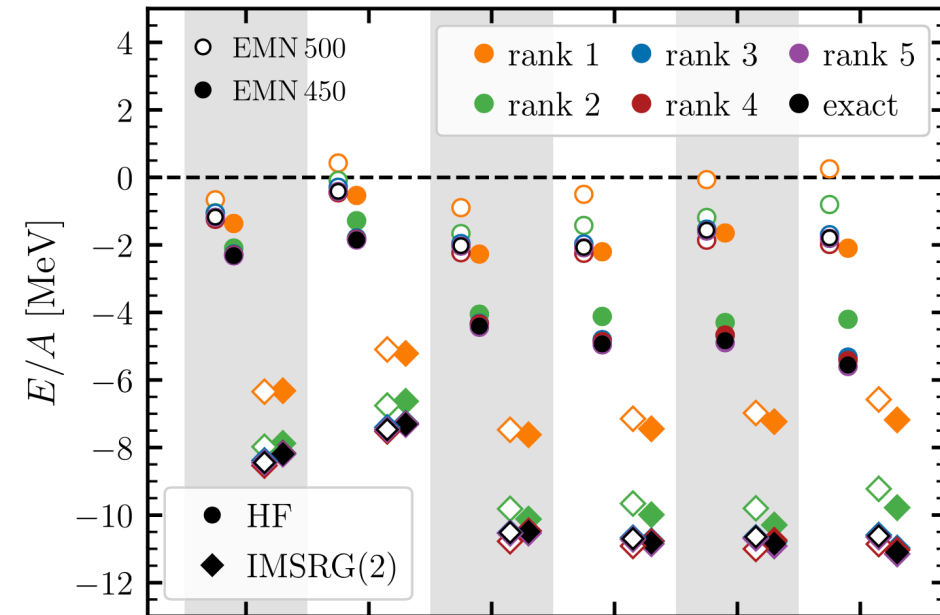 EMN 500
EMN 450
rank 1 rank 3 rank 5
rank 2 rank 4 exact
4
2
0
−2
−4
−6
−8
−10
−12
E/A [MeV]
HF
IMSRG(2)